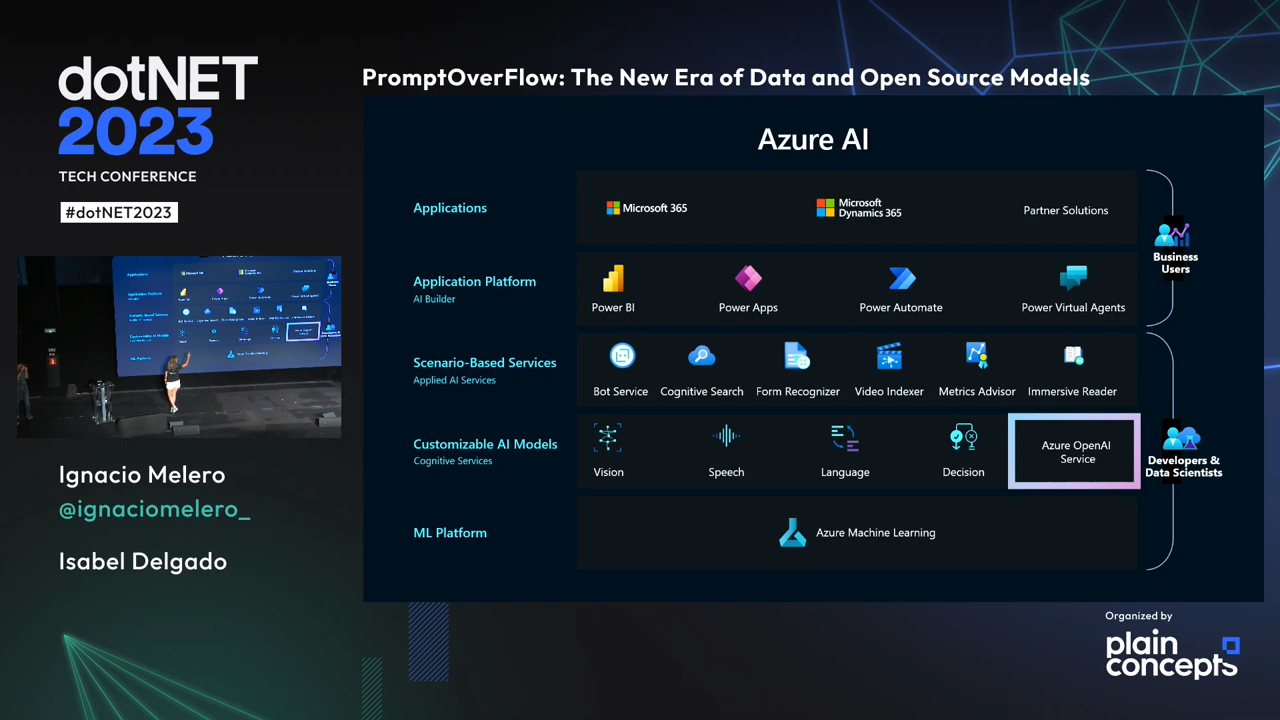 dotNET
2023
TECH CONFERENCE
#dotNET2023
Ignacio Melero
@ignaciomelero_
Isabel Delgado
PromptOverFlow: The New Era of Data and Open Source Models
Azure AI
Applications
Microsoft 365
Microsoft
Dynamics 365
Partner Solutions
Application Platform
AI Builder
Power BI
Power Apps
Power Automate
Power Virtual Agents
Business
Users
Scenario-Based Services
Applied AI Services
Bot Service
Cognitive Search
Form Recognizer
Video Indexer
Metrics Advisor
Immersive Reader
Customizable AI Models
Cognitive Services
Vision
Speech
Language
Decision
Azure OpenAI
Service
Developers &
Data Scientists
ML Platform
Azure Machine Learning
Organized by
plain
concepts